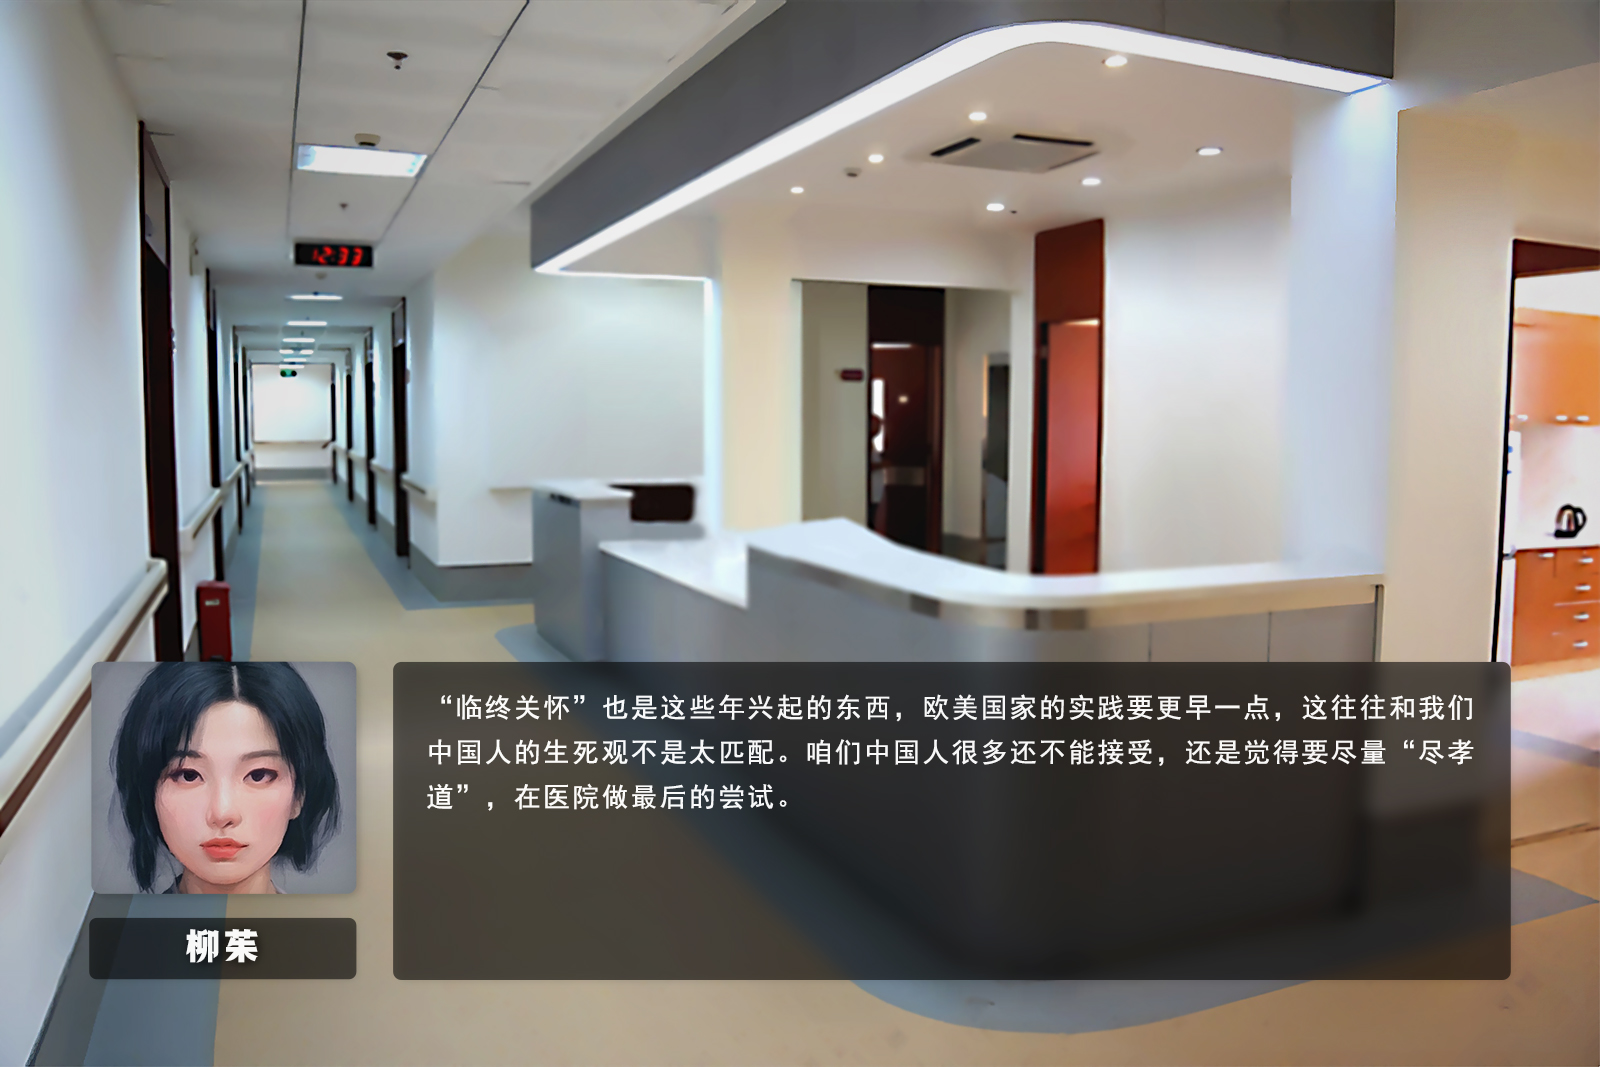 12:33
“临终关怀”也是这些年兴起的东西，欧美国家的实践要更早一点，这往往和我们
中国人的生死观不是太匹配。咱们中国人很多还不能接受，还是觉得要尽量“尽孝
道”，在医院做最后的尝试。
柳茱